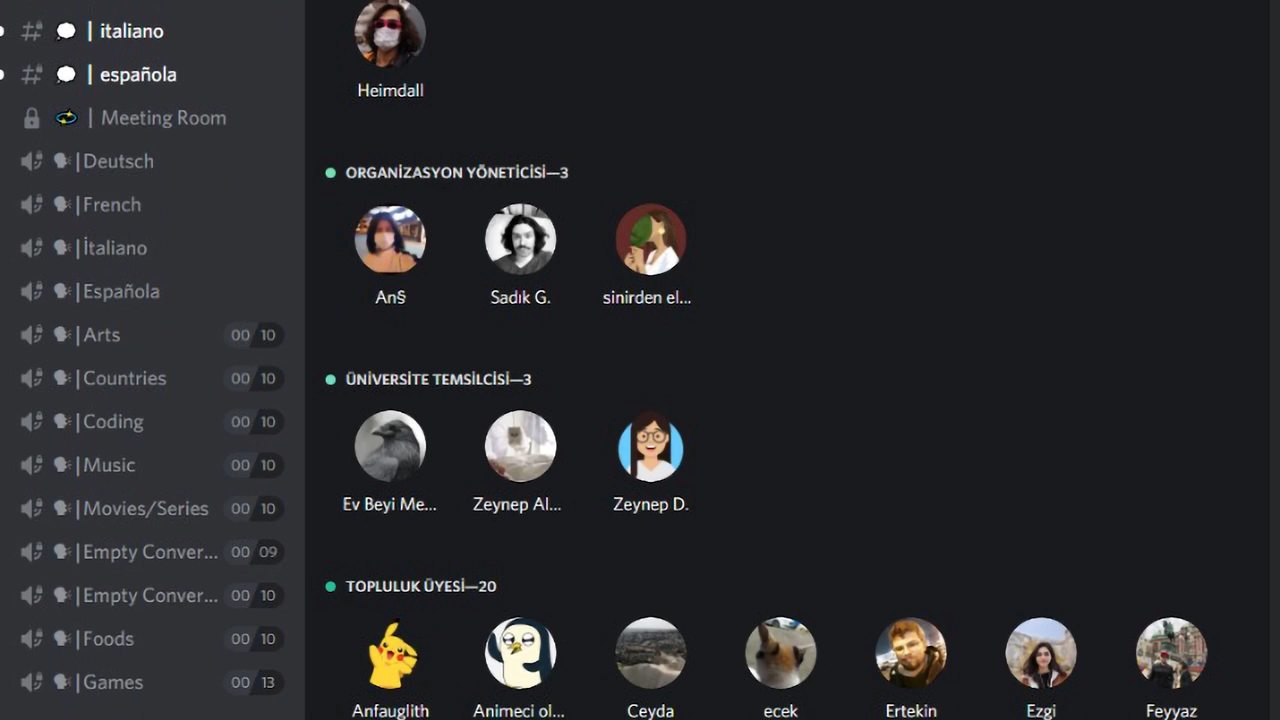 | italiano
| española
| Meeting Room
|Deutsch
|French
|İtaliano
|Española
|Arts 00 10
|Countries 00 10
|Coding 00 10
|Music 00 10
|Movies/Series 00 10
|Empty Conver... 00 09
|Empty Conver... 00 10
|Foods 00 10
|Games 00 13
Heimdall
ORGANİZASYON YÖNETİCİSİ—3
An§ Sadık G. sinirden el...
ÜNİVERSİTE TEMSİLCİSİ—3
Ev Beyi Me... Zeynep Al... Zeynep D.
TOPLULUK ÜYESİ—20
Anfauglith Animeci ol... Ceyda ecek Ertekin Ezgi Feyyaz